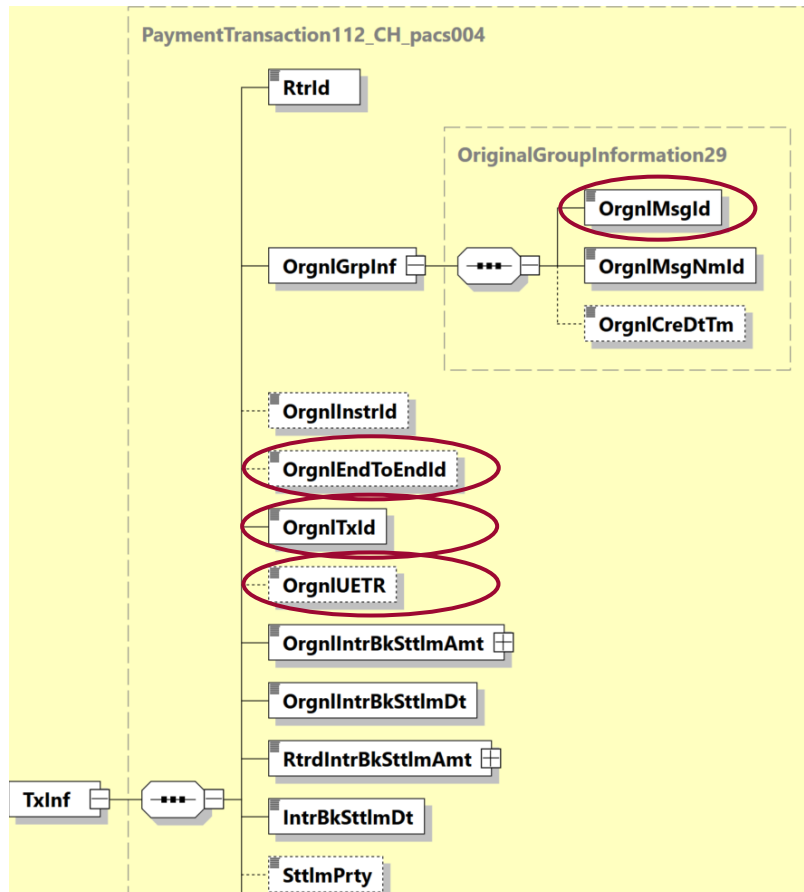 PaymentTransaction112_CH_pacs004
RtrId
OriginalGroupInformation29
OrgnlMsgId
OrgnlGrpInf
OrgnlMsgNmId
OrgnlCreDtTm
OrgnlInstrId
OrgnlEndToEndId
OrgnlTxId
OrgnlUETR
OrgnlIntrBkSttlmAmt
OrgnlIntrBkSttlmDt
RtrdIntrBkSttlmAmt
TxInf
IntrBkSttlmDt
SttlmPrty